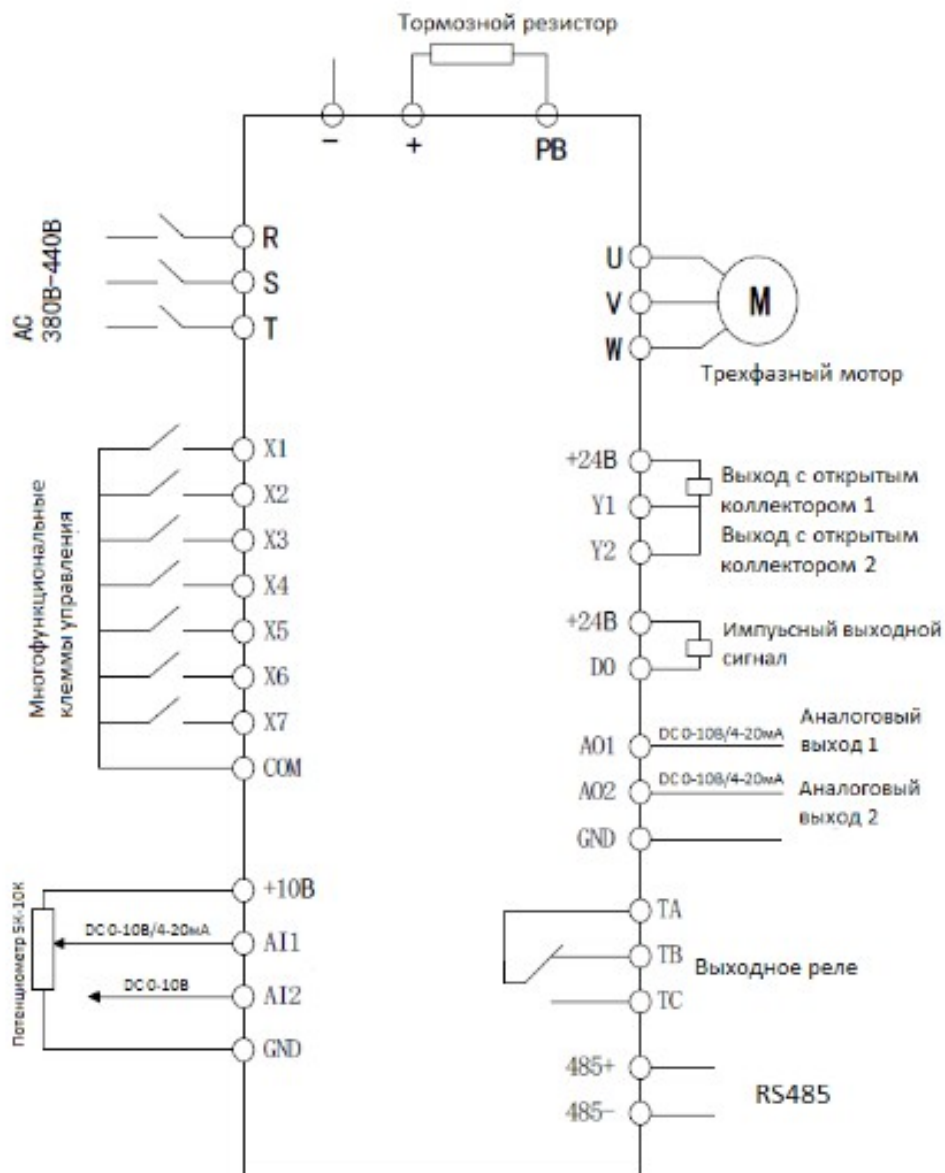 Тормозной резистор
-
+
PB
AC
380В-440В
R
S
T
U
V
W
M
Трехфазный мотор
Многофункциональные
клеммы управления
X1
X2
X3
X4
X5
X6
X7
COM
+24В
Y1
Y2
Выход с открытым
коллектором 1
Выход с открытым
коллектором 2
+24В
DO
Импуьсный выходной
сигнал
AO1
DC 0-10В/4-20мА
Аналоговый
выход 1
AO2
DC 0-10В/4-20мА
Аналоговый
выход 2
GND
Потенциометр 5К-10К
+10В
DC 0-10В/4-20мА
AI1
DC 0-10В
AI2
GND
TA
TB
TC
Выходное реле
485+
485-
RS485